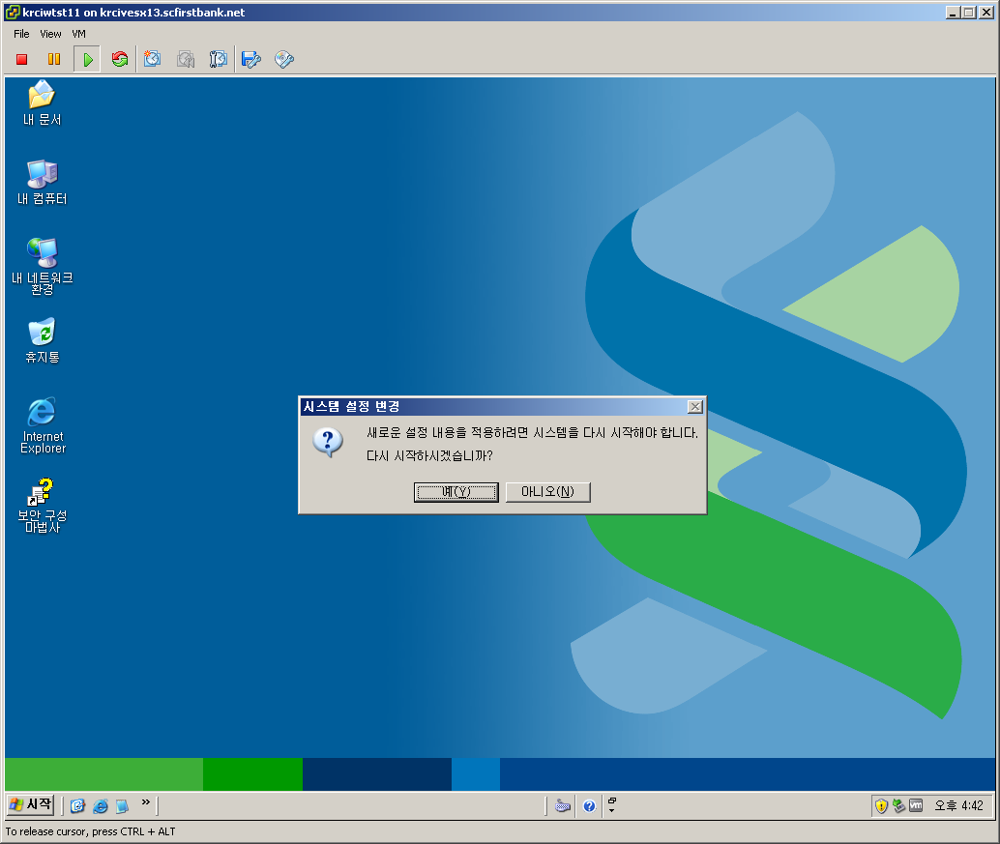 krciwtst11 on krcivesx13.scfirstbank.net
File View VM
내 문서
내 컴퓨터
내 네트워크
환경
휴지통
Internet
Explorer
보안 구성
마법사
시스템 설정 변경
새로운 설정 내용을 적용하려면 시스템을 다시 시작해야 합니다.
다시 시작하시겠습니까?
예(Y) 아니오(N)
시작
오후 4:42
To release cursor, press CTRL + ALT